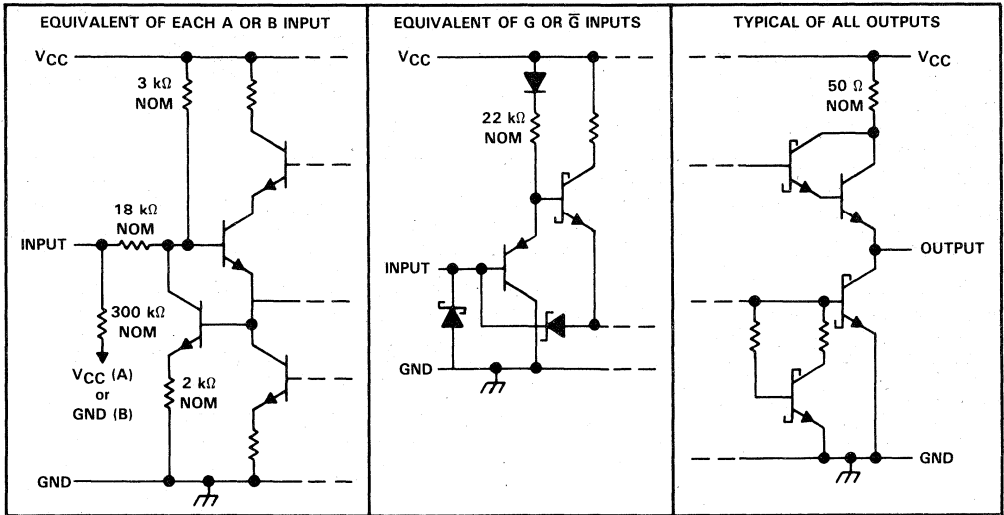 EQUIVALENT OF EACH A OR B INPUT
VCC
3 kΩ
NOM
18 kΩ
NOM
INPUT
300 kΩ
NOM
VCC (A)
or
GND (B)
2 kΩ
NOM
GND
EQUIVALENT OF G OR G̅ INPUTS
VCC
22 kΩ
NOM
INPUT
GND
TYPICAL OF ALL OUTPUTS
VCC
50 Ω
NOM
OUTPUT
GND